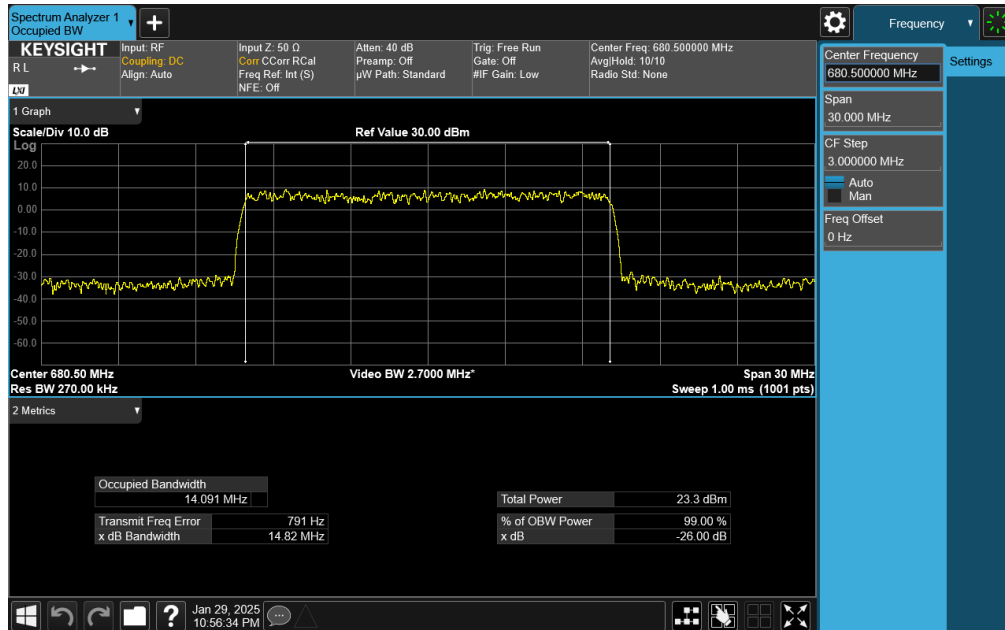 Spectrum Analyzer 1
Occupied BW
Frequency
KEYSIGHT
R L
LXI
Input: RF
Coupling: DC
Align: Auto
Input Z: 50 Ω
Corr CCorr RCal
Freq Ref: Int (S)
NFE: Off
Atten: 40 dB
Preamp: Off
µW Path: Standard
Trig: Free Run
Gate: Off
#IF Gain: Low
Center Freq: 680.500000 MHz
Avg|Hold: 10/10
Radio Std: None
Center Frequency
680.500000 MHz
Settings
Span
30.000 MHz
CF Step
3.000000 MHz
Auto
Man
Freq Offset
0 Hz
1 Graph
Scale/Div 10.0 dB
Ref Value 30.00 dBm
Log
20.0
10.0
0.00
-10.0
-20.0
-30.0
-40.0
-50.0
-60.0
Center 680.50 MHz
Video BW 2.7000 MHz*
Span 30 MHz
Res BW 270.00 kHz
Sweep 1.00 ms (1001 pts)
2 Metrics
Occupied Bandwidth
14.091 MHz
Total Power 23.3 dBm
Transmit Freq Error 791 Hz
% of OBW Power 99.00 %
x dB Bandwidth 14.82 MHz
x dB -26.00 dB
?
Jan 29, 2025
10:56:34 PM